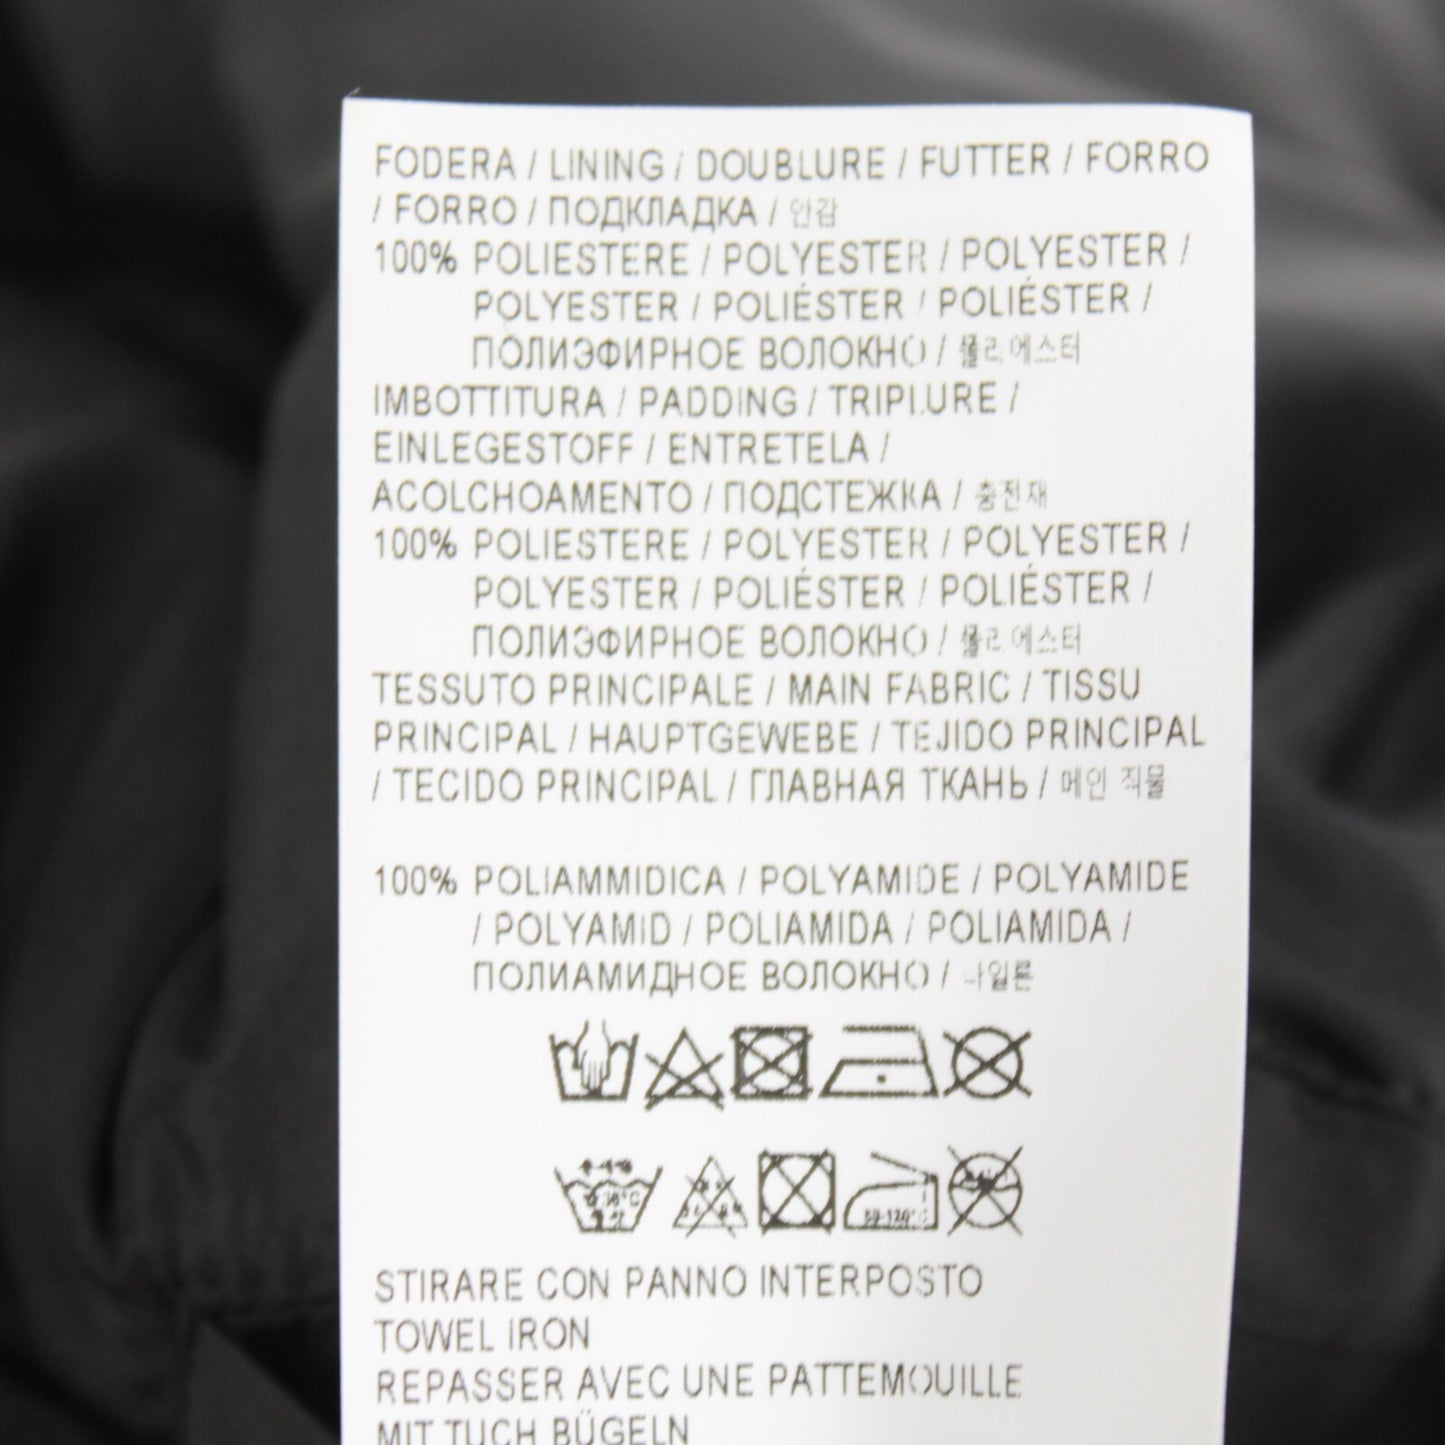 FODERA / LINING / DOUBLURE / FUTTER / FORRO
/ FORRO / ПОДКЛАДКА / 안감
100% POLIESTERE / POLYESTER / POLYESTER /
POLYESTER / POLIÉSTER / POLIÉSTER /
ПОЛИЭФИРНОЕ ВОЛОКНО / 폴리에스터
IMBOTTITURA / PADDING / TRIPLURE /
EINLEGESTOFF / ENTRETELA /
ACOLCHOAMENTO / ПОДСТЕЖКА / 충전재
100% POLIESTERE / POLYESTER / POLYESTER /
POLYESTER / POLIÉSTER / POLIÉSTER /
ПОЛИЭФИРНОЕ ВОЛОКНО / 폴리에스터
TESSUTO PRINCIPALE / MAIN FABRIC / TISSU
PRINCIPAL / HAUPTGEWEBE / TEJIDO PRINCIPAL
/ TECIDO PRINCIPAL / ГЛАВНАЯ ТКАНЬ / 메인 직물
100% POLIAMMIDICA / POLYAMIDE / POLYAMIDE
/ POLYAMID / POLIAMIDA / POLIAMIDA /
ПОЛИАМИДНОЕ ВОЛОКНО / 나일론
80-120°C
STIRARE CON PANNO INTERPOSTO
TOWEL IRON
REPASSER AVEC UNE PATTEMOUILLE
MIT TUCH BÜGELN